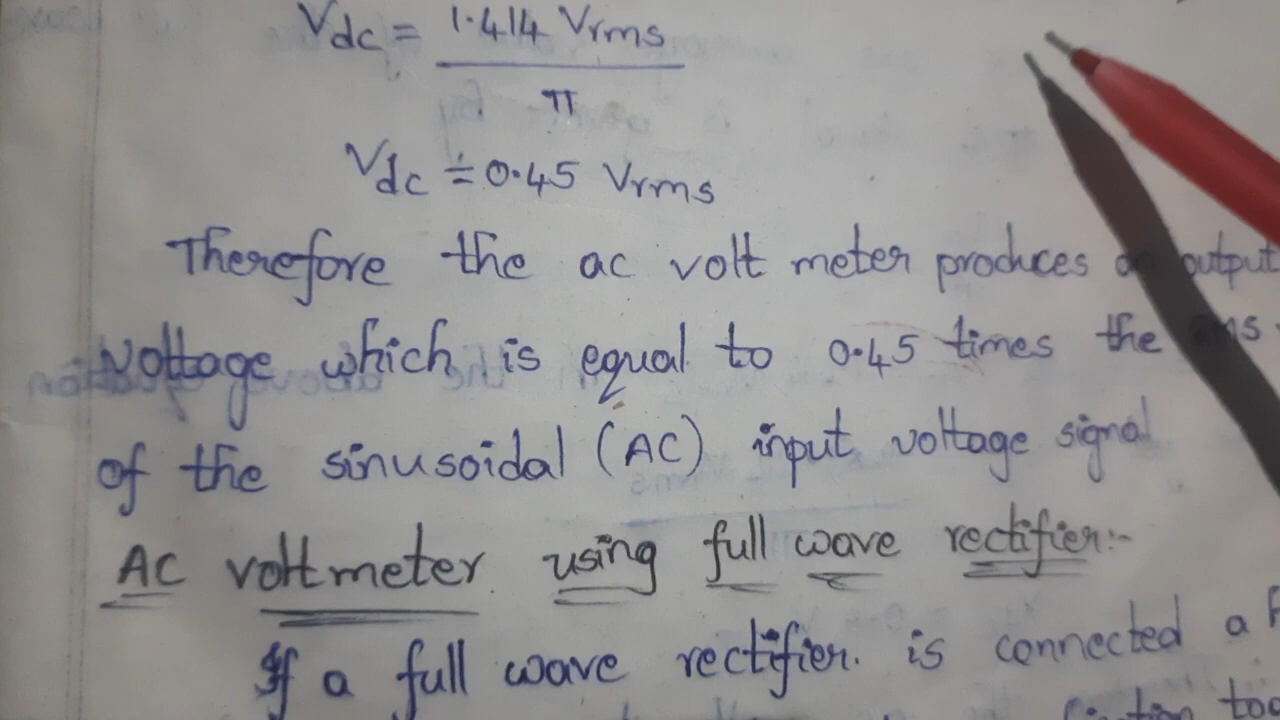 Vdc = 1.414 Vrms
π
Vdc = 0.45 Vrms
Therefore the ac volt meter produces output
voltage which is equal to 0.45 times the rms
of the sinusoidal (AC) input voltage signal
AC voltmeter using full wave rectifier:-
If a full wave rectifier. is connected a